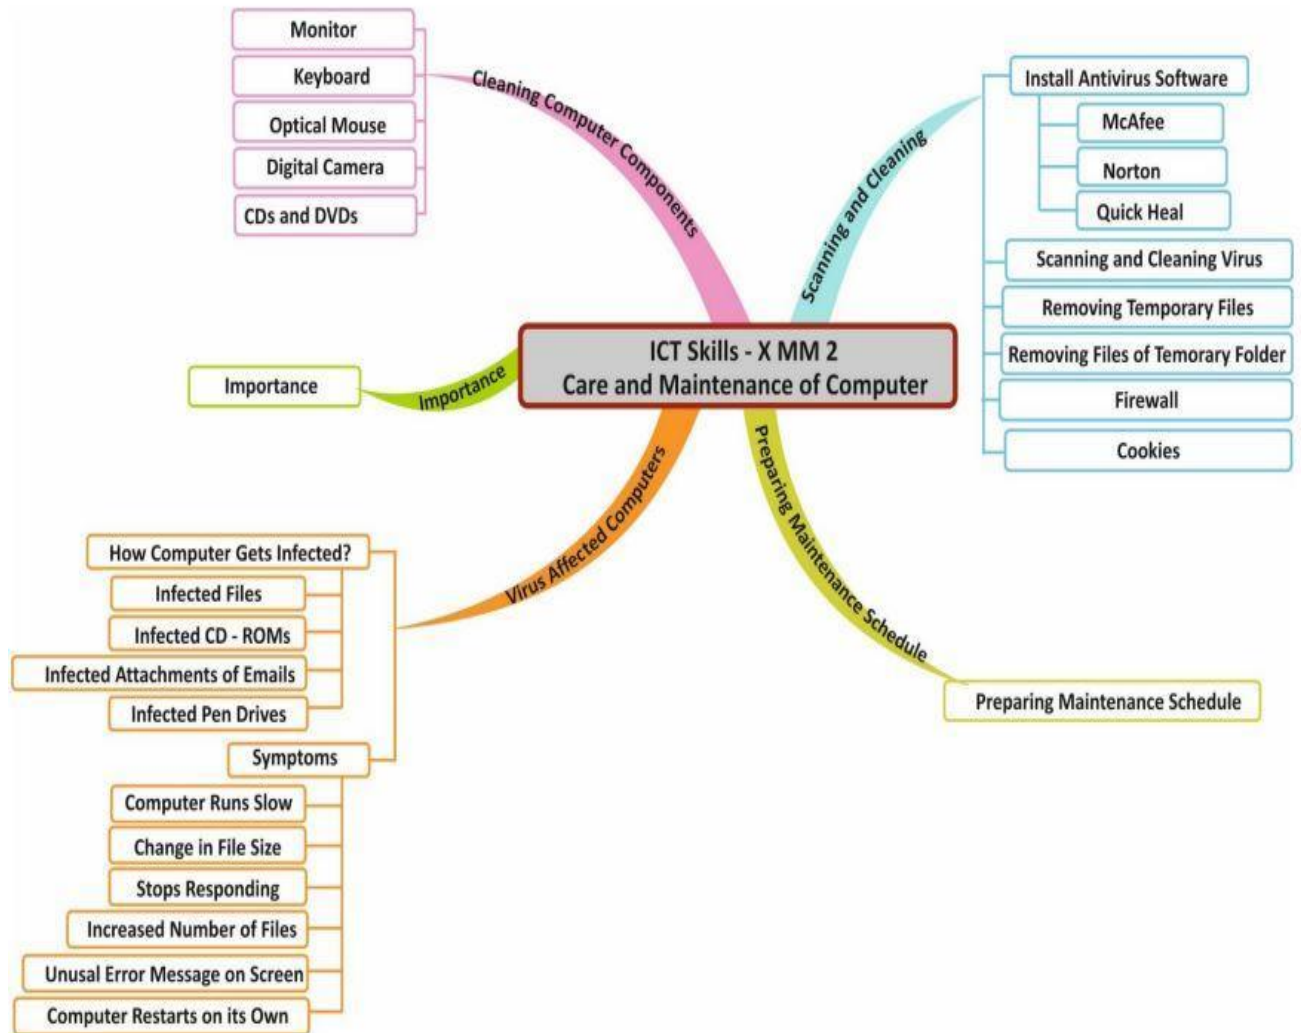 Monitor
Keyboard
Optical Mouse
Digital Camera
CDs and DVDs
Cleaning Computer Components
Scanning and Cleaning
Install Antivirus Software
McAfee
Norton
Quick Heal
Scanning and Cleaning Virus
Removing Temporary Files
Removing Files of Temorary Folder
Firewall
Cookies
ICT Skills - X MM 2
Care and Maintenance of Computer
Importance
Importance
Virus Affected Computers
Preparing Maintenance Schedule
Preparing Maintenance Schedule
How Computer Gets Infected?
Infected Files
Infected CD - ROMs
Infected Attachments of Emails
Infected Pen Drives
Symptoms
Computer Runs Slow
Change in File Size
Stops Responding
Increased Number of Files
Unusal Error Message on Screen
Computer Restarts on its Own